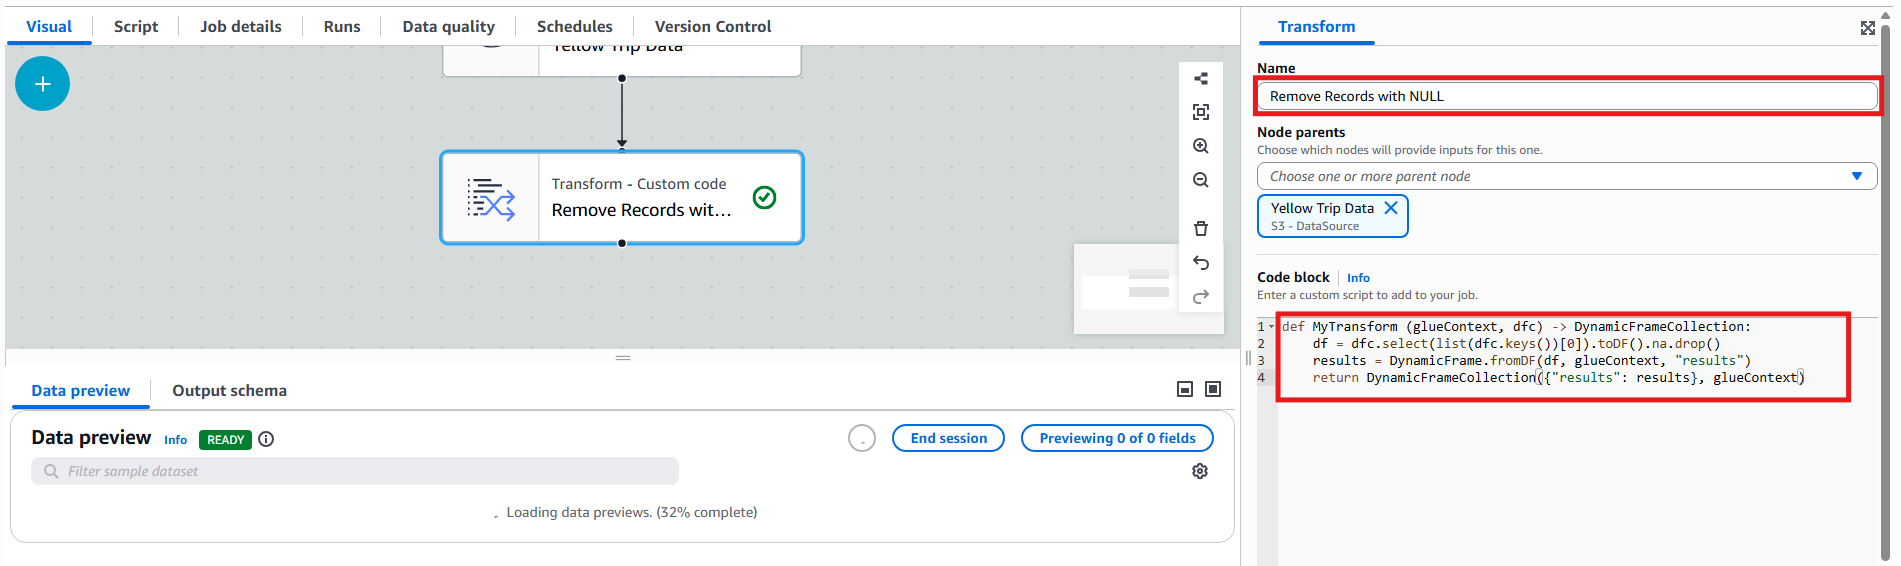 Visual
Script
Job details
Runs
Data quality
Schedules
Version Control
Yellow Trip Data
Transform - Custom code
Remove Records wit...
Data preview
Output schema
Data preview Info READY
End session
Previewing 0 of 0 fields
Filter sample dataset
Loading data previews. (32% complete)
Transform
Name
Remove Records with NULL
Node parents
Choose which nodes will provide inputs for this one.
Choose one or more parent node
Yellow Trip Data
S3 - DataSource
Code block Info
Enter a custom script to add to your job.
1 def MyTransform (glueContext, dfc) -> DynamicFrameCollection:
2 df = dfc.select(list(dfc.keys())[0]).toDF().na.drop()
3 results = DynamicFrame.fromDF(df, glueContext, "results")
4 return DynamicFrameCollection({"results": results}, glueContext)